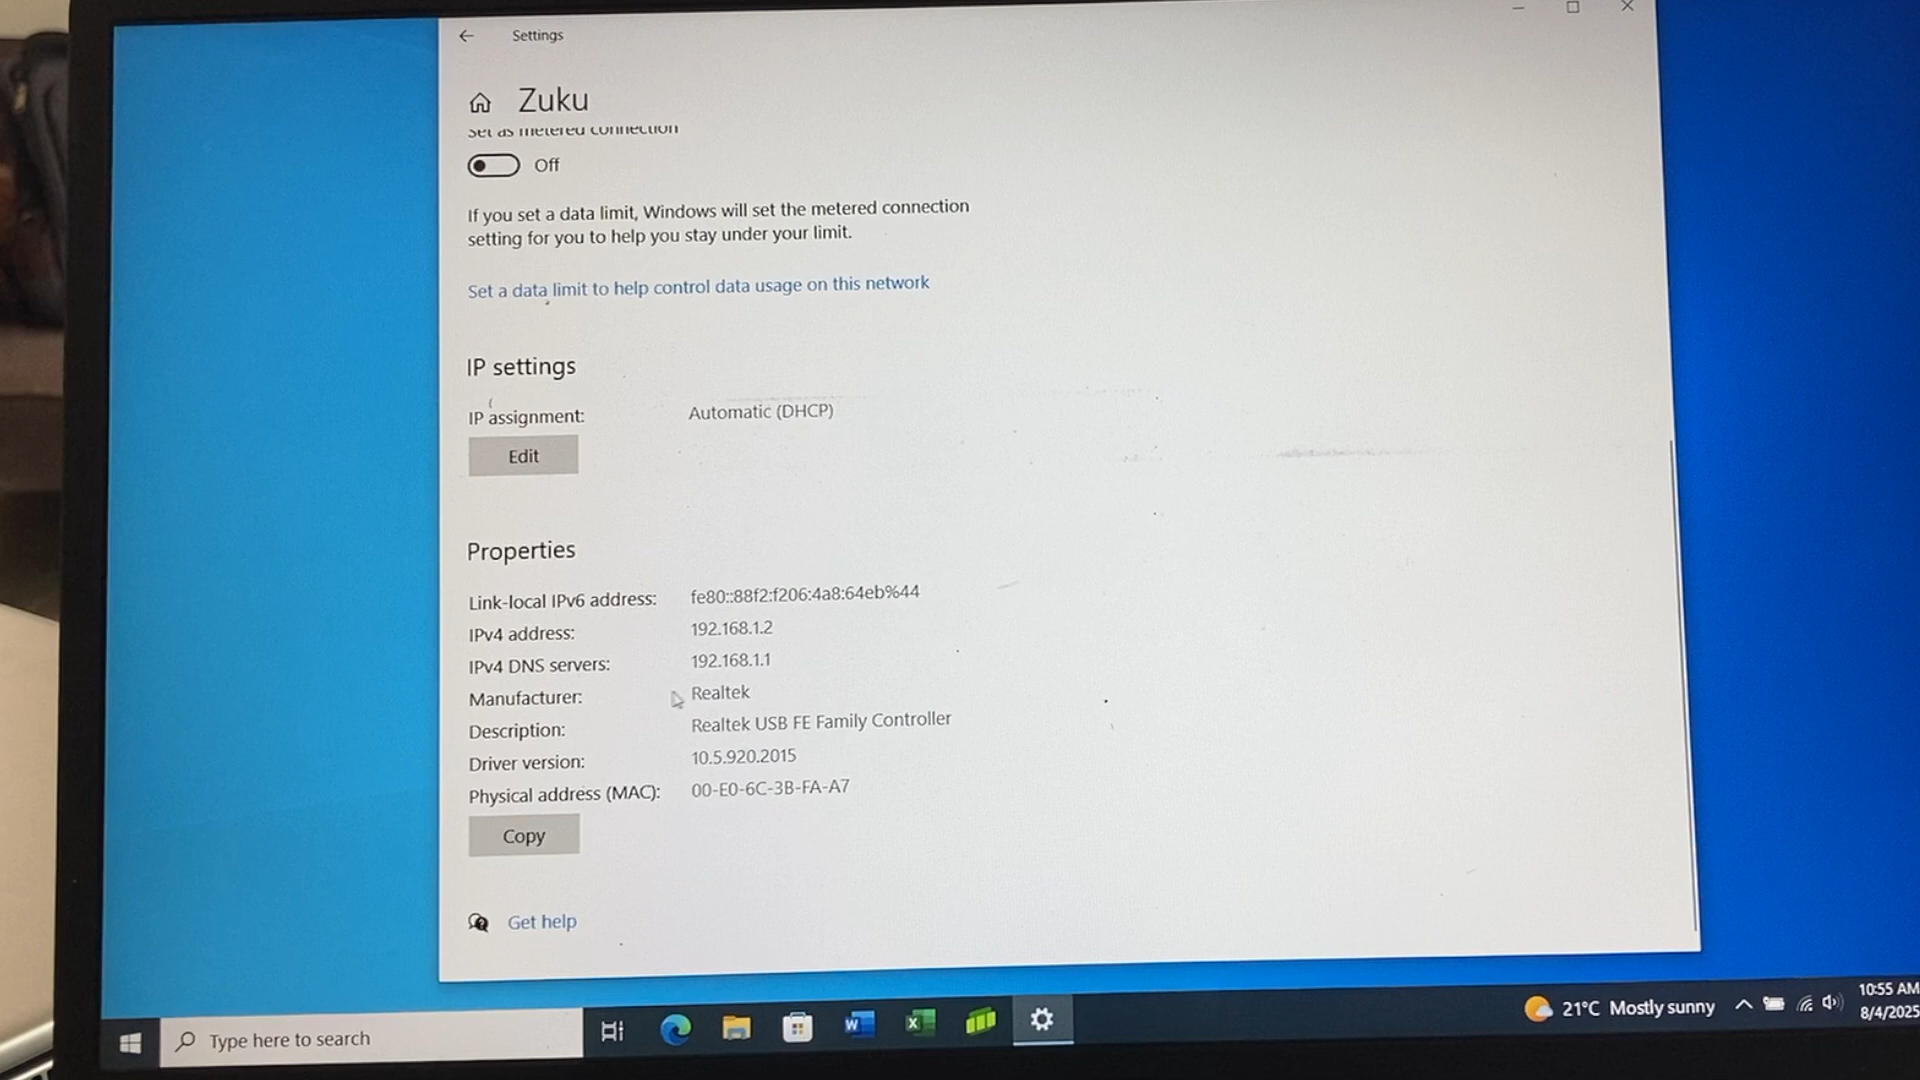 Settings
Zuku
Set as metered connection
Off
If you set a data limit, Windows will set the metered connection
setting for you to help you stay under your limit.
Set a data limit to help control data usage on this network
IP settings
IP assignment: Automatic (DHCP)
Edit
Properties
Link-local IPv6 address: fe80::88f2:f206:4a8:64eb%44
IPv4 address: 192.168.1.2
IPv4 DNS servers: 192.168.1.1
Manufacturer: Realtek
Description: Realtek USB FE Family Controller
Driver version: 10.5.920.2015
Physical address (MAC): 00-E0-6C-3B-FA-A7
Copy
Get help
Type here to search
21°C Mostly sunny
10:55 AM
8/4/2025